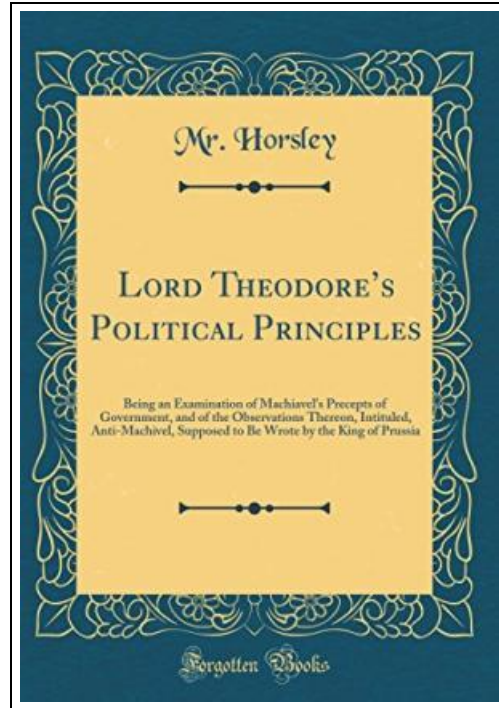 Mr. Horsley
Lord Theodore's
Political Principles
Being an Examination of Machiavel's Precepts of
Government, and of the Observations Thereon, Intituled,
Anti-Machivel, Supposed to Be Wrote by the King of Prussia
Forgotten Books